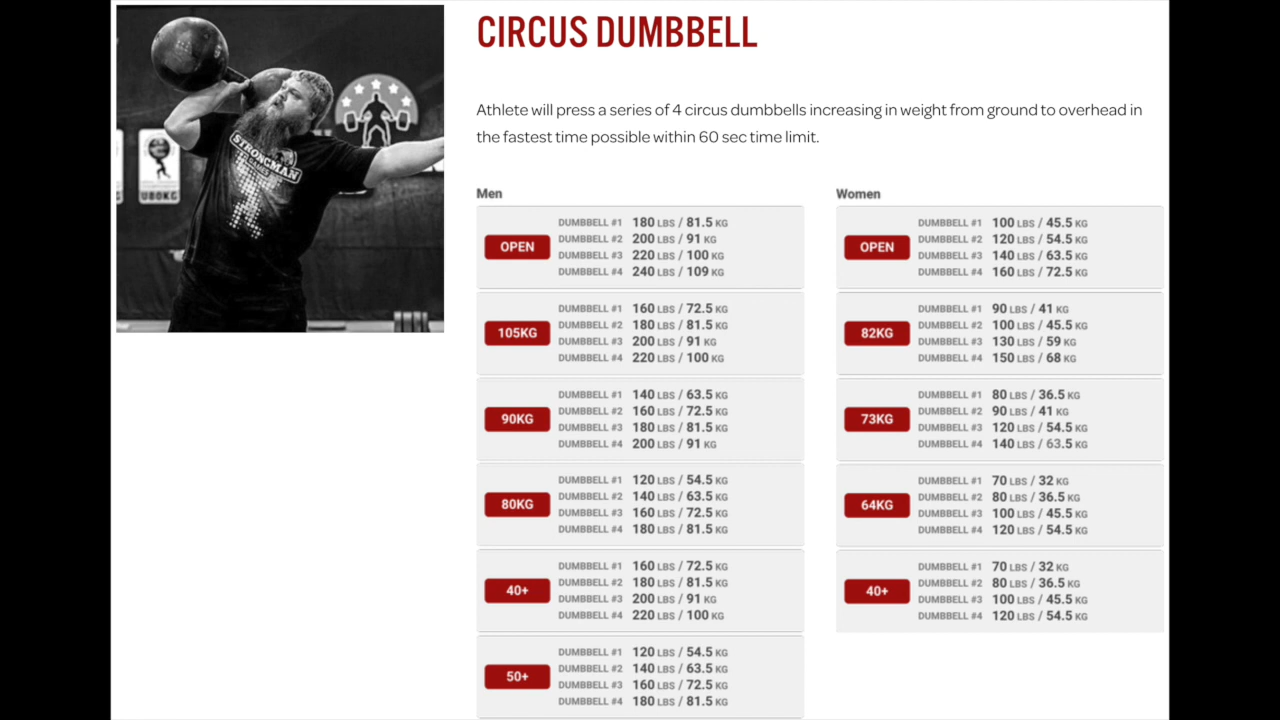 CIRCUS DUMBBELL
Athlete will press a series of 4 circus dumbbells increasing in weight from ground to overhead in
the fastest time possible within 60 sec time limit.
STRONGMAN
GAMES
U80KG
Men
OPEN
DUMBBELL #1 180 LBS / 81.5 KG
DUMBBELL #2 200 LBS / 91 KG
DUMBBELL #3 220 LBS / 100 KG
DUMBBELL #4 240 LBS / 109 KG
105KG
DUMBBELL #1 160 LBS / 72.5 KG
DUMBBELL #2 180 LBS / 81.5 KG
DUMBBELL #3 200 LBS / 91 KG
DUMBBELL #4 220 LBS / 100 KG
90KG
DUMBBELL #1 140 LBS / 63.5 KG
DUMBBELL #2 160 LBS / 72.5 KG
DUMBBELL #3 180 LBS / 81.5 KG
DUMBBELL #4 200 LBS / 91 KG
80KG
DUMBBELL #1 120 LBS / 54.5 KG
DUMBBELL #2 140 LBS / 63.5 KG
DUMBBELL #3 160 LBS / 72.5 KG
DUMBBELL #4 180 LBS / 81.5 KG
40+
DUMBBELL #1 160 LBS / 72.5 KG
DUMBBELL #2 180 LBS / 81.5 KG
DUMBBELL #3 200 LBS / 91 KG
DUMBBELL #4 220 LBS / 100 KG
50+
DUMBBELL #1 120 LBS / 54.5 KG
DUMBBELL #2 140 LBS / 63.5 KG
DUMBBELL #3 160 LBS / 72.5 KG
DUMBBELL #4 180 LBS / 81.5 KG
Women
OPEN
DUMBBELL #1 100 LBS / 45.5 KG
DUMBBELL #2 120 LBS / 54.5 KG
DUMBBELL #3 140 LBS / 63.5 KG
DUMBBELL #4 160 LBS / 72.5 KG
82KG
DUMBBELL #1 90 LBS / 41 KG
DUMBBELL #2 100 LBS / 45.5 KG
DUMBBELL #3 130 LBS / 59 KG
DUMBBELL #4 150 LBS / 68 KG
73KG
DUMBBELL #1 80 LBS / 36.5 KG
DUMBBELL #2 90 LBS / 41 KG
DUMBBELL #3 120 LBS / 54.5 KG
DUMBBELL #4 140 LBS / 63.5 KG
64KG
DUMBBELL #1 70 LBS / 32 KG
DUMBBELL #2 80 LBS / 36.5 KG
DUMBBELL #3 100 LBS / 45.5 KG
DUMBBELL #4 120 LBS / 54.5 KG
40+
DUMBBELL #1 70 LBS / 32 KG
DUMBBELL #2 80 LBS / 36.5 KG
DUMBBELL #3 100 LBS / 45.5 KG
DUMBBELL #4 120 LBS / 54.5 KG